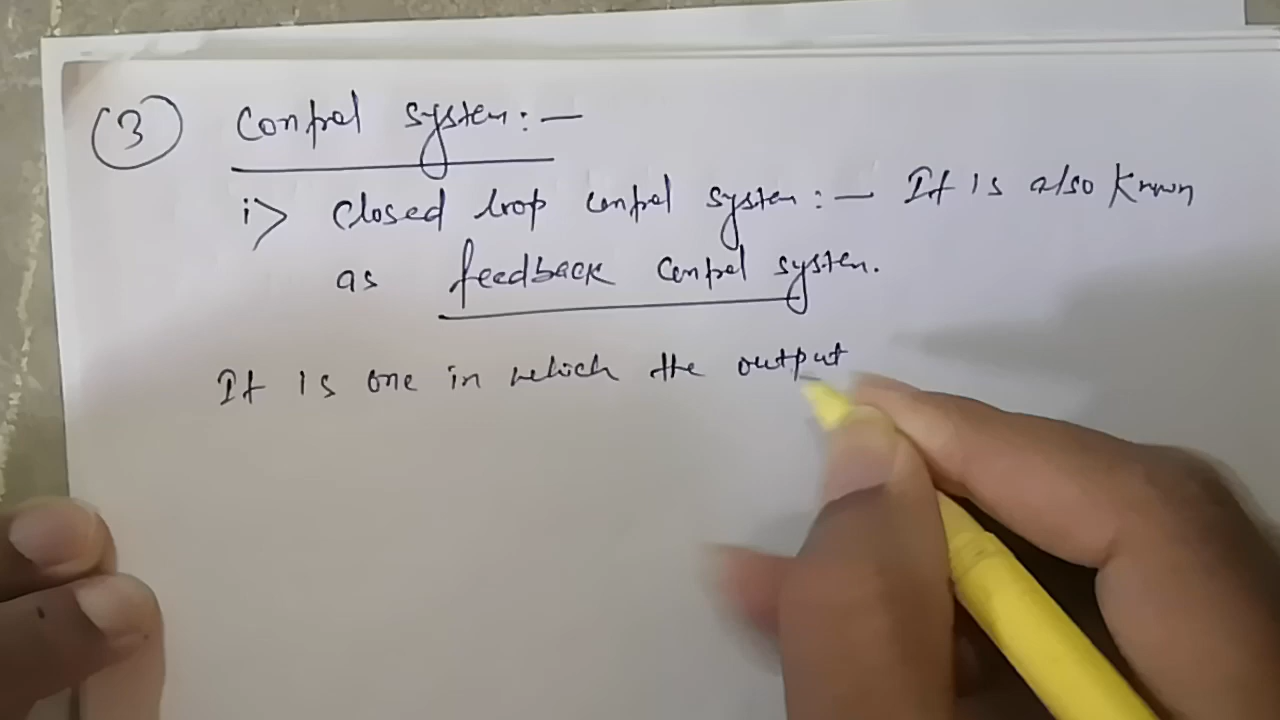 (3) Control system:—
i> Closed loop control system:— It is also known
as feedback control system.
It is one in which the output